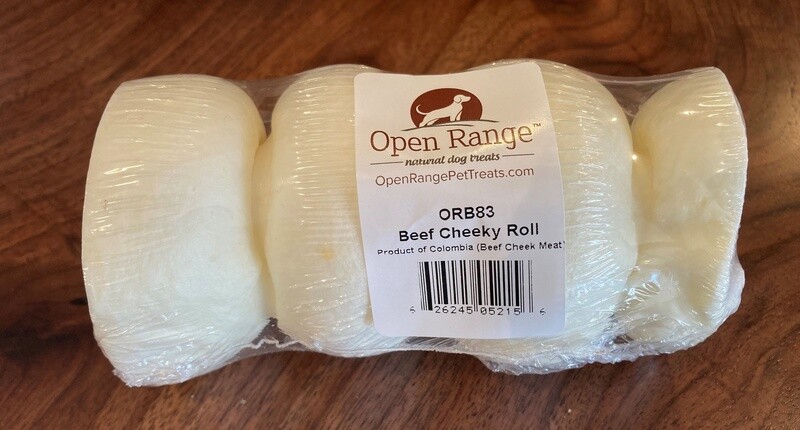 Open Range™
natural dog treats
OpenRangePetTreats.com
ORB83
Beef Cheeky Roll
Product of Colombia (Beef Cheek Meat)
6 26245 05215 6